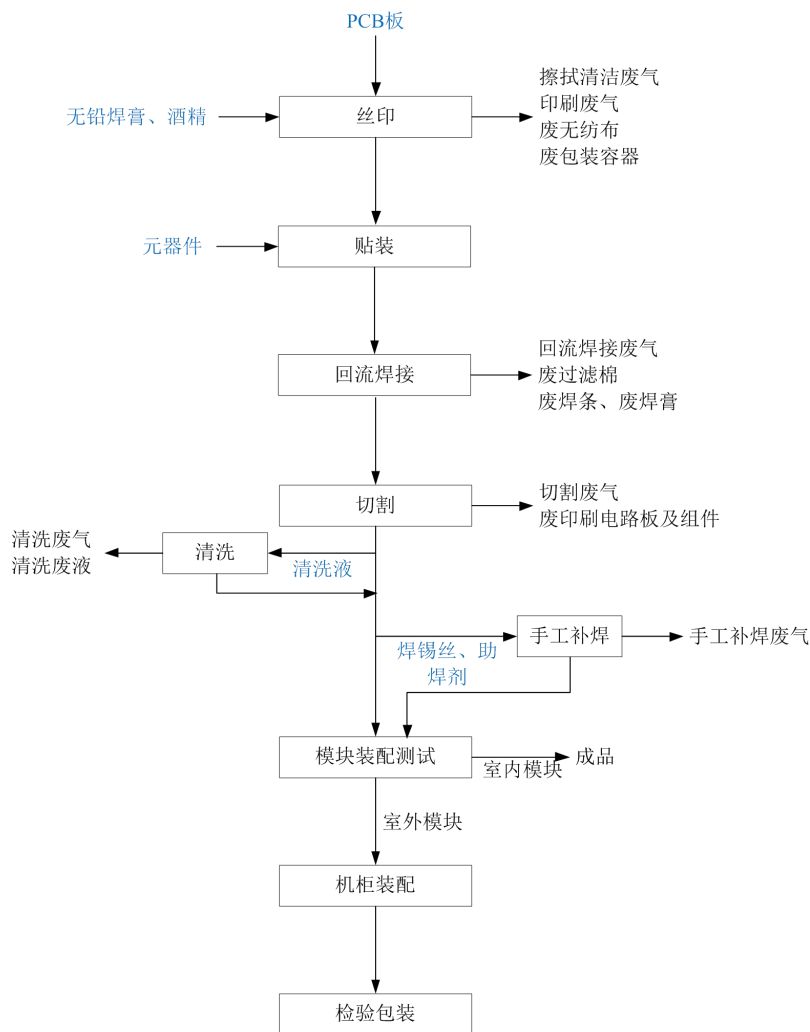 PCB板
无铅焊膏、酒精
丝印
擦拭清洁废气
印刷废气
废无纺布
废包装容器
元器件
贴装
回流焊接
回流焊接废气
废过滤棉
废焊条、废焊膏
切割
切割废气
废印刷电路板及组件
清洗废气
清洗废液
清洗
清洗液
焊锡丝、助
焊剂
手工补焊
手工补焊废气
模块装配测试
室内模块
成品
室外模块
机柜装配
检验包装